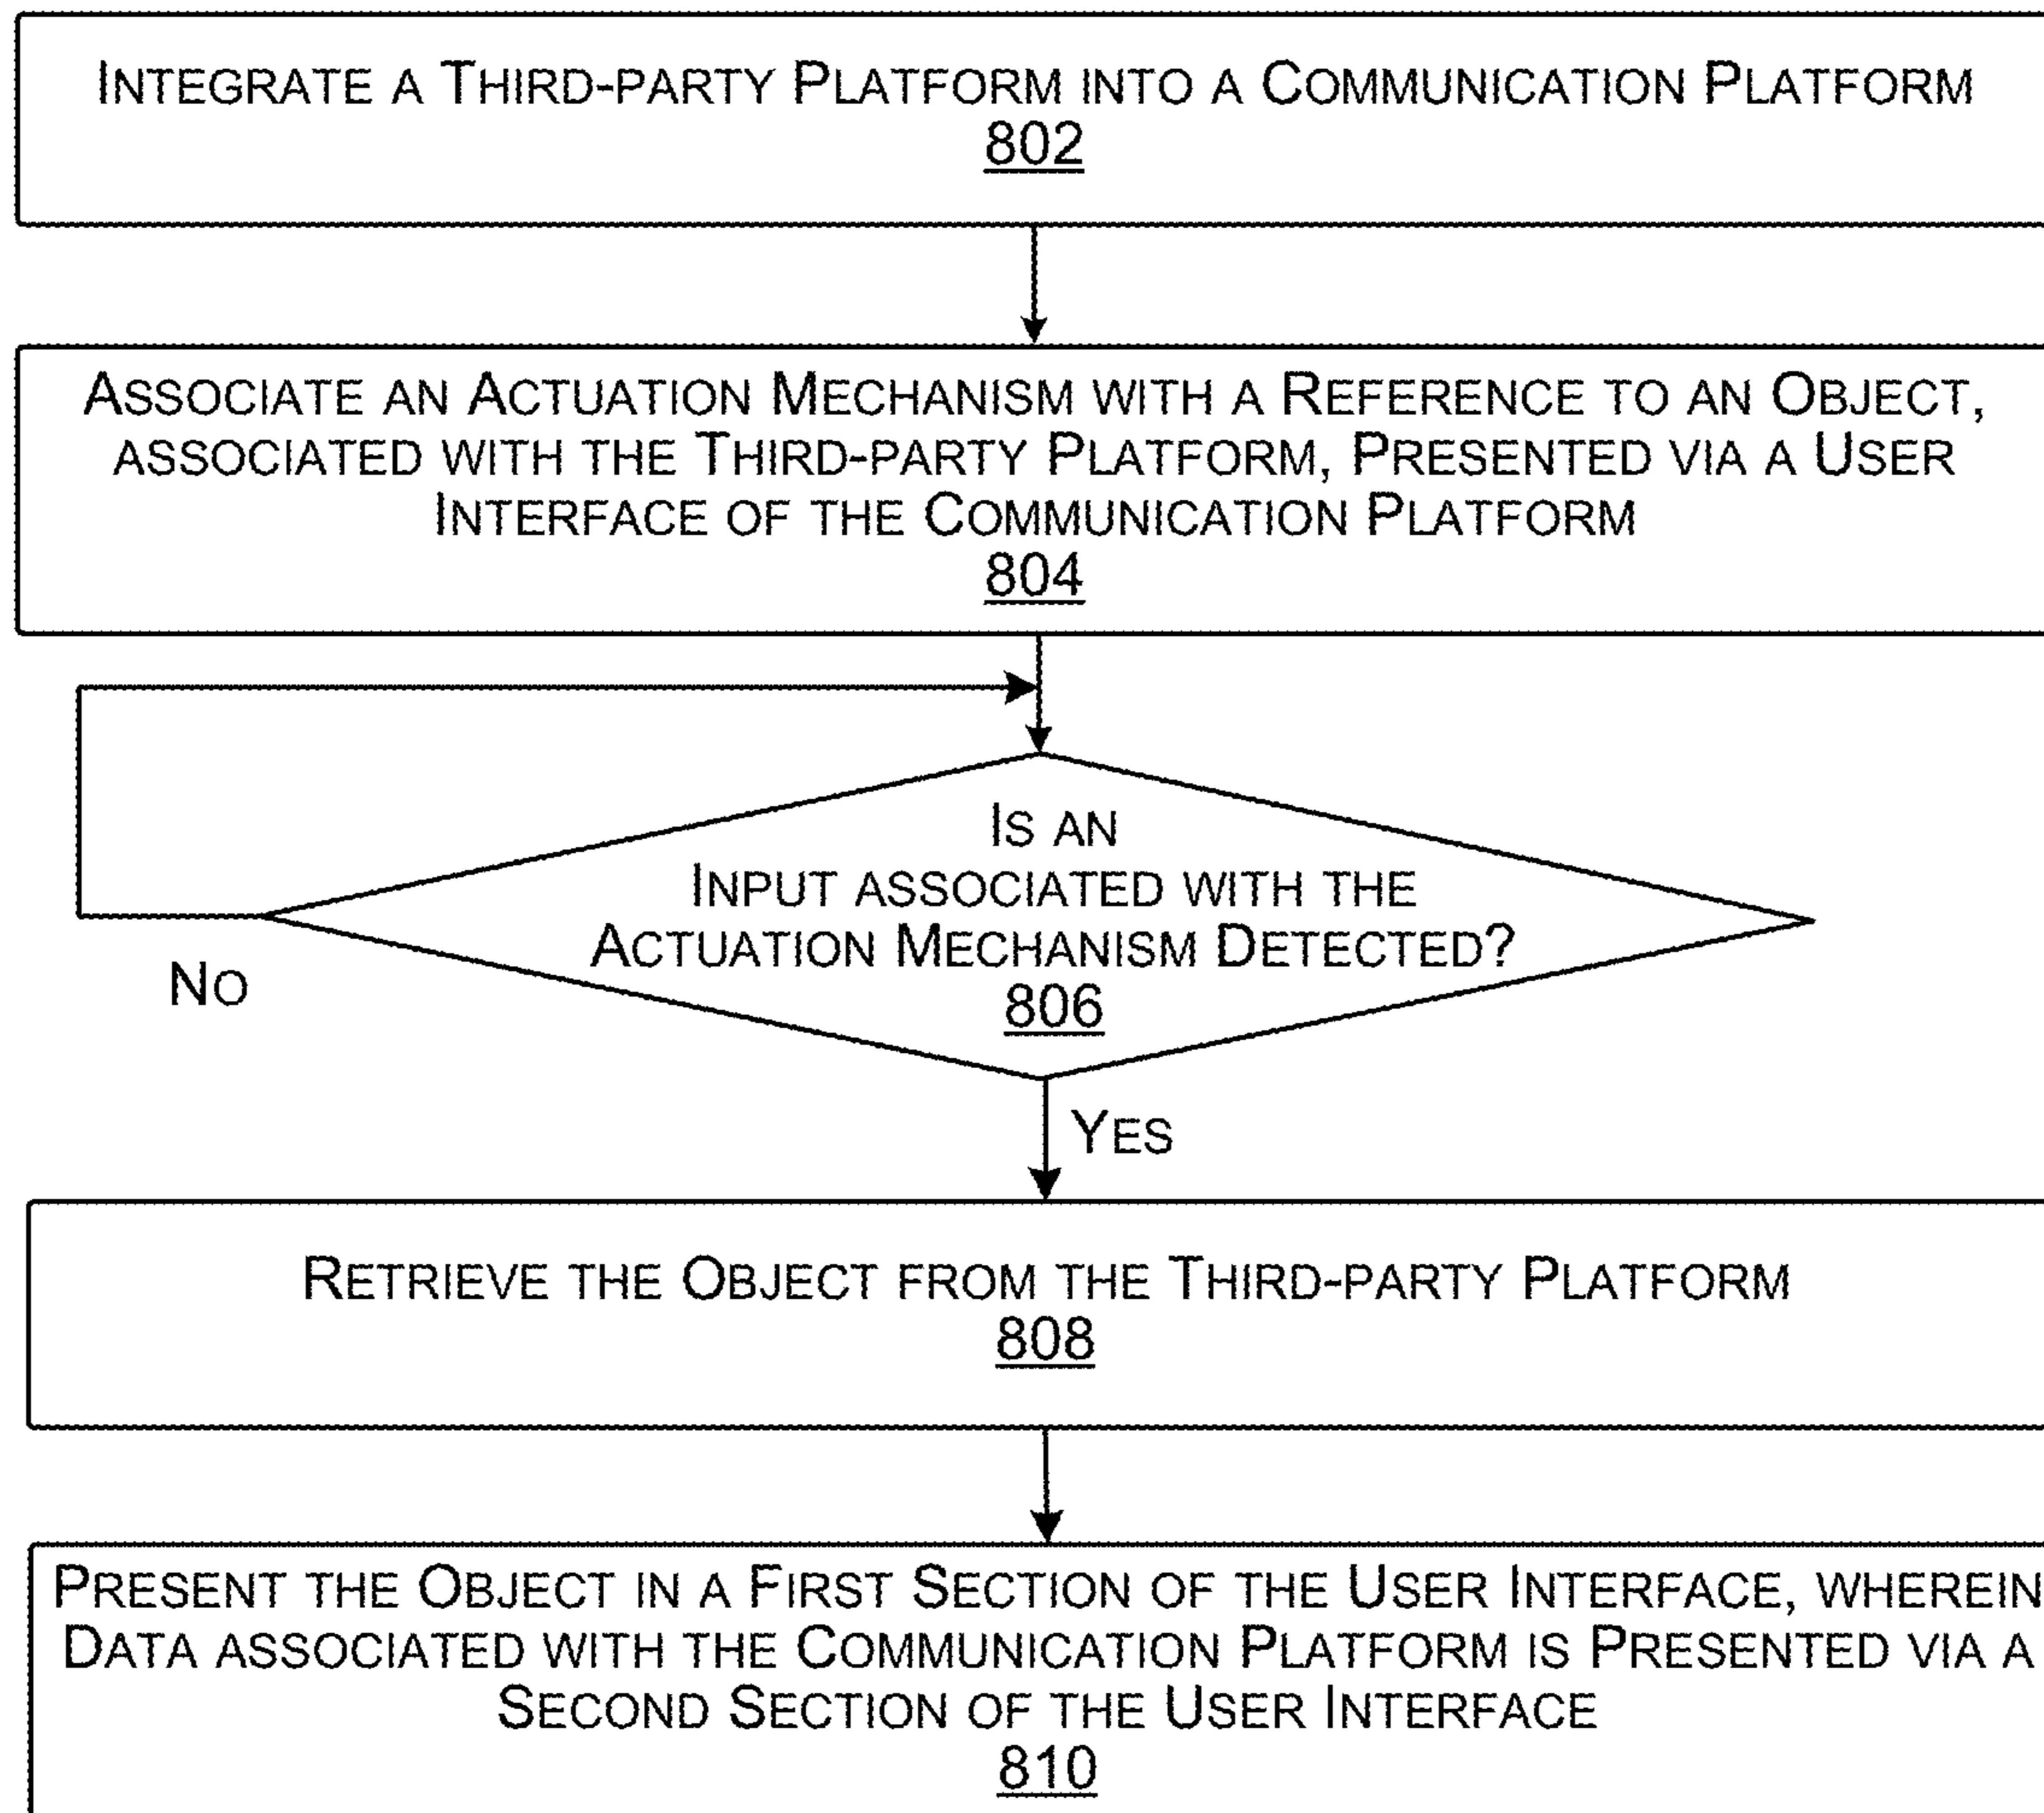 INTEGRATE A THIRD-PARTY PLATFORM INTO A COMMUNICATION PLATFORM
802
ASSOCIATE AN ACTUATION MECHANISM WITH A REFERENCE TO AN OBJECT,
ASSOCIATED WITH THE THIRD-PARTY PLATFORM, PRESENTED VIA A USER
INTERFACE OF THE COMMUNICATION PLATFORM
804
IS AN
INPUT ASSOCIATED WITH THE
ACTUATION MECHANISM DETECTED?
806
NO
YES
RETRIEVE THE OBJECT FROM THE THIRD-PARTY PLATFORM
808
PRESENT THE OBJECT IN A FIRST SECTION OF THE USER INTERFACE, WHEREIN
DATA ASSOCIATED WITH THE COMMUNICATION PLATFORM IS PRESENTED VIA A
SECOND SECTION OF THE USER INTERFACE
810